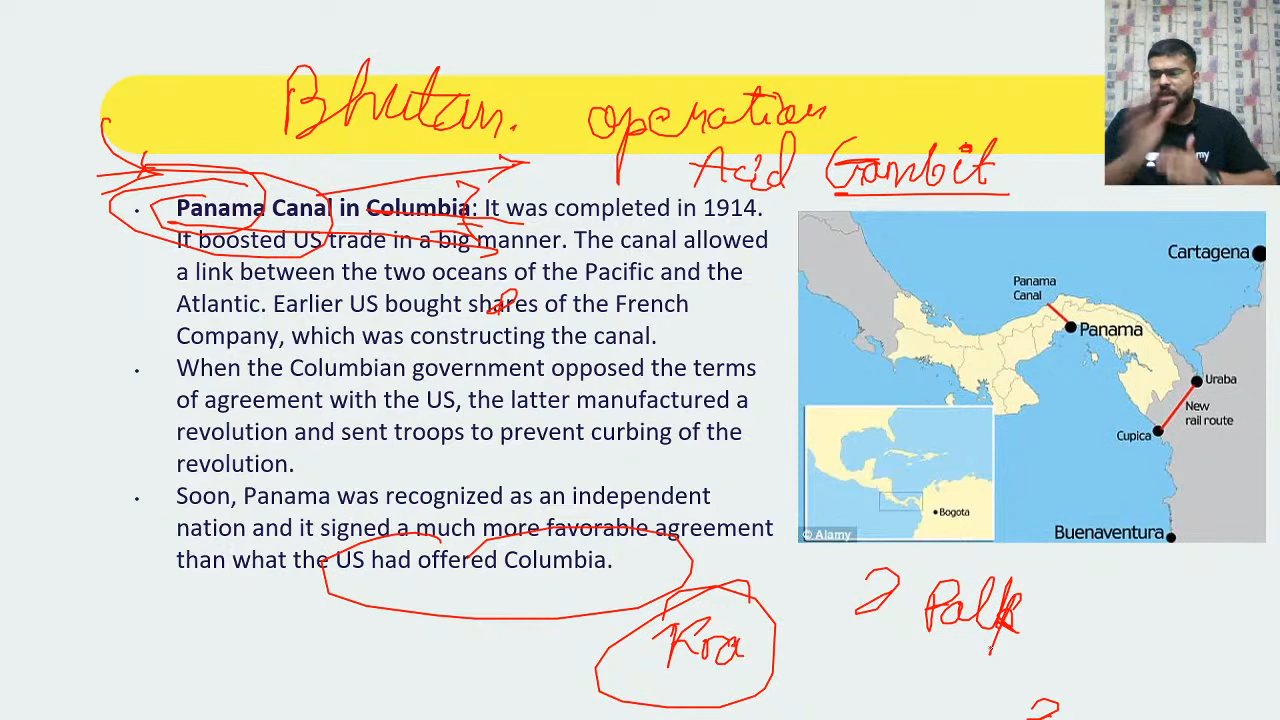 Bhutan. operation
Acid Gambit
• Panama Canal in Columbia: It was completed in 1914.
It boosted US trade in a big manner. The canal allowed
a link between the two oceans of the Pacific and the
Atlantic. Earlier US bought shares of the French
Company, which was constructing the canal.
• When the Columbian government opposed the terms
of agreement with the US, the latter manufactured a
revolution and sent troops to prevent curbing of the
revolution.
• Soon, Panama was recognized as an independent
nation and it signed a much more favorable agreement
than what the US had offered Columbia.
Kra
Cartagena
Panama
Canal
Panama
Uraba
New
rail route
Cupica
Bogota
© Alamy
Buenaventura
? Palk
?